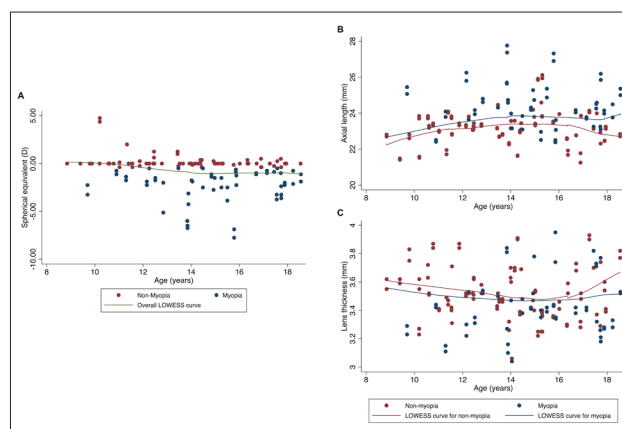 A
Spherical equivalent (D)
5.00
0.00
-5.00
-10.00
8 10 12 14 16 18
Age (years)
Non-Myopia Myopia
Overall LOWESS curve
B
Axial length (mm)
28
26
24
22
20
8 10 12 14 16 18
Age (years)
C
Lens thickness (mm)
4
3.8
3.6
3.4
3.2
3
8 10 12 14 16 18
Age (years)
Non-myopia Myopia
LOWESS curve for non-myopia LOWESS curve for myopia